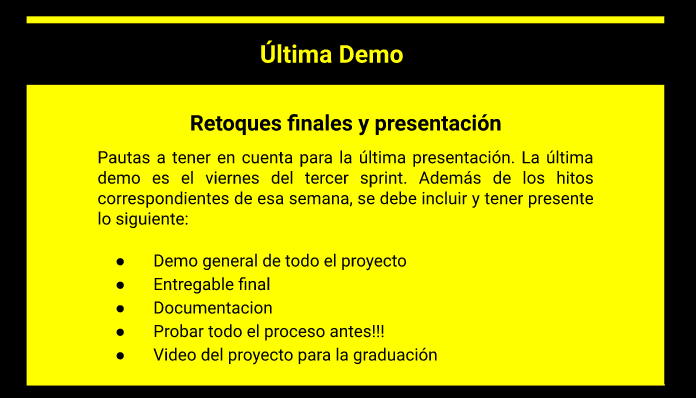 Última Demo
Retoques finales y presentación
Pautas a tener en cuenta para la última presentación. La última
demo es el viernes del tercer sprint. Además de los hitos
correspondientes de esa semana, se debe incluir y tener presente
lo siguiente:
● Demo general de todo el proyecto
● Entregable final
● Documentacion
● Probar todo el proceso antes!!!
● Video del proyecto para la graduación